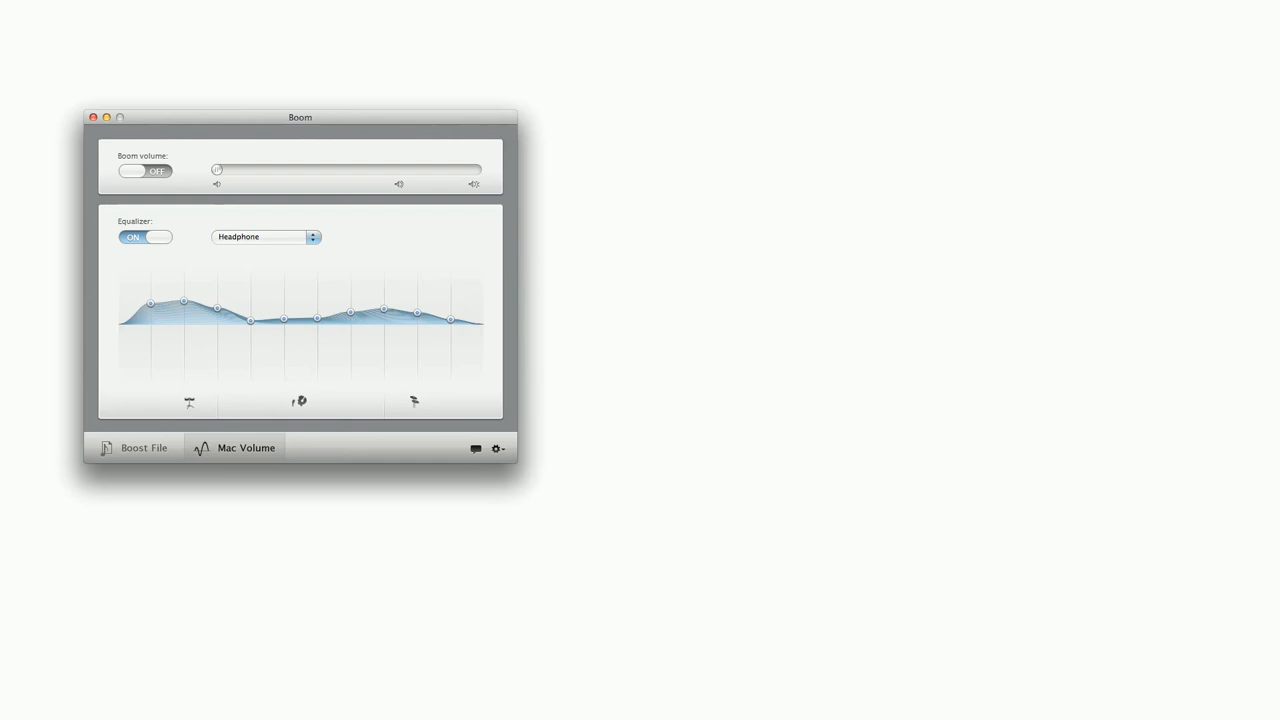 Boom
Boom volume:
OFF
Equalizer:
ON
Headphone
Boost File
Mac Volume